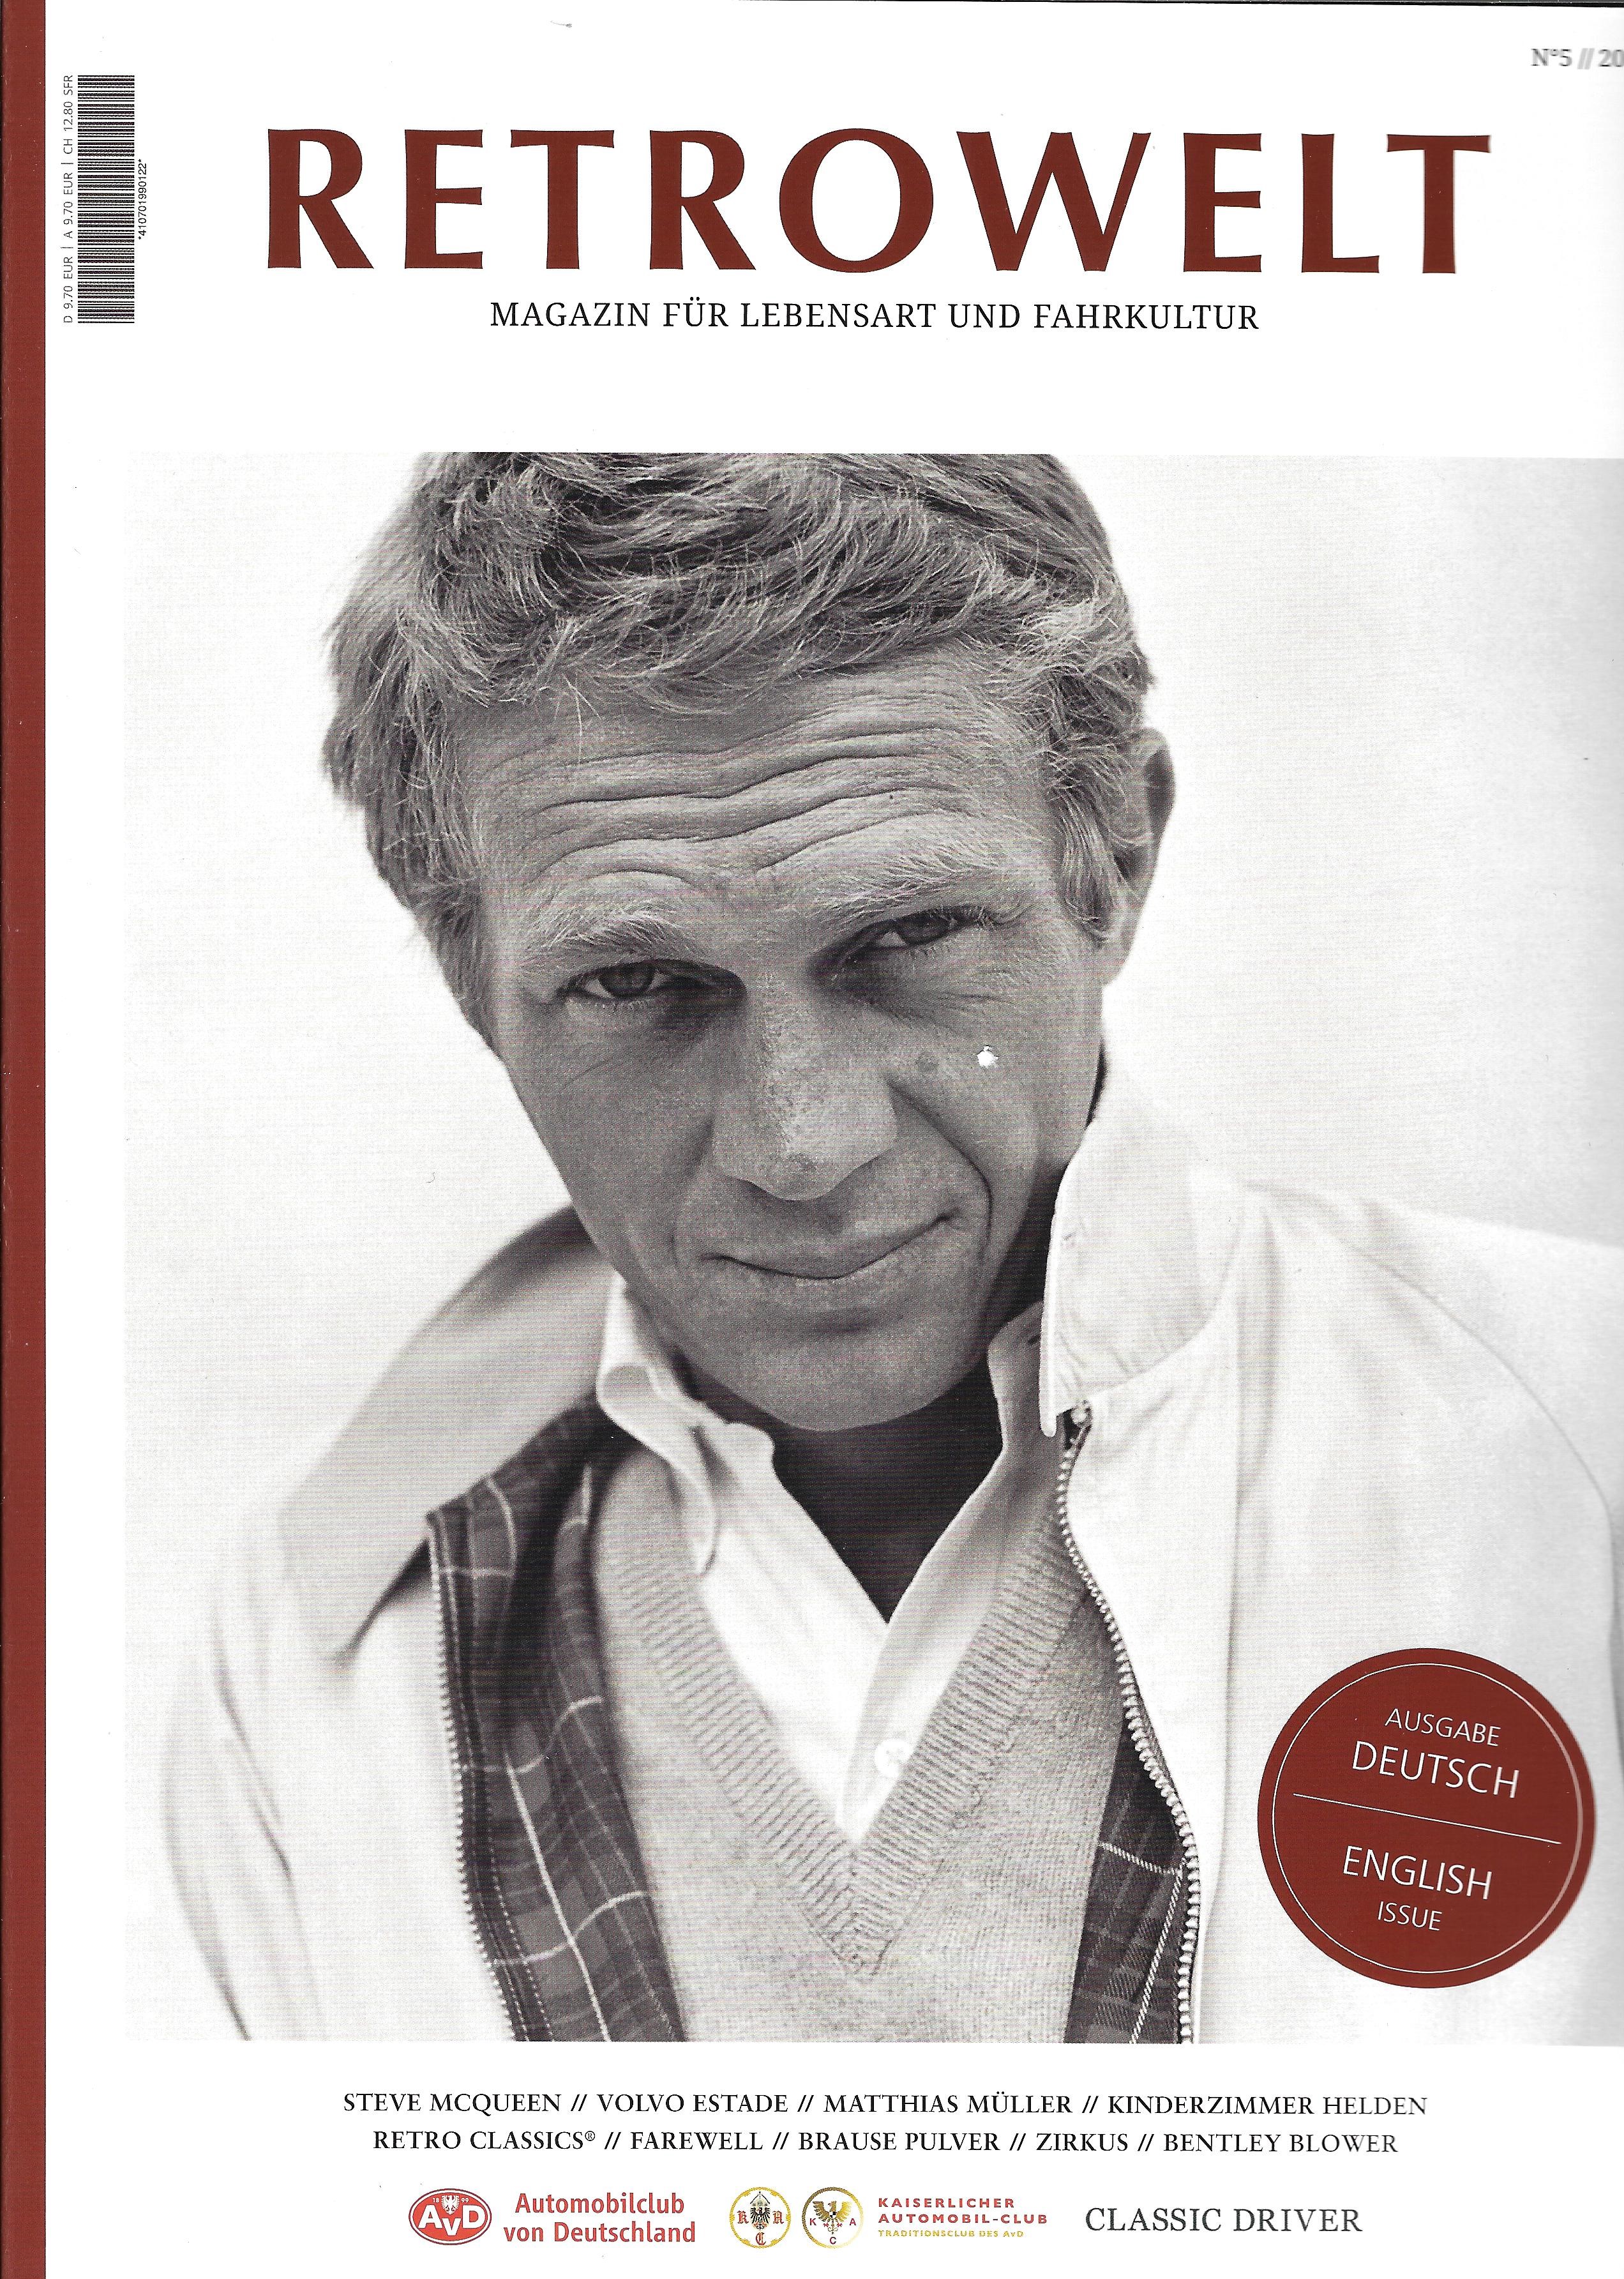 N°5 // 20
D 9.70 EUR | A 9.70 EUR | CH 12.80 SFR
*410701990122*
RETROWELT
MAGAZIN FÜR LEBENSART UND FAHRKULTUR
AUSGABE
DEUTSCH
ENGLISH
ISSUE
STEVE MCQUEEN // VOLVO ESTADE // MATTHIAS MÜLLER // KINDERZIMMER HELDEN
RETRO CLASSICS® // FAREWELL // BRAUSE PULVER // ZIRKUS // BENTLEY BLOWER
AvD
Automobilclub
von Deutschland
K A C
KAISERLICHER
AUTOMOBIL-CLUB
TRADITIONSCLUB DES AvD
CLASSIC DRIVER